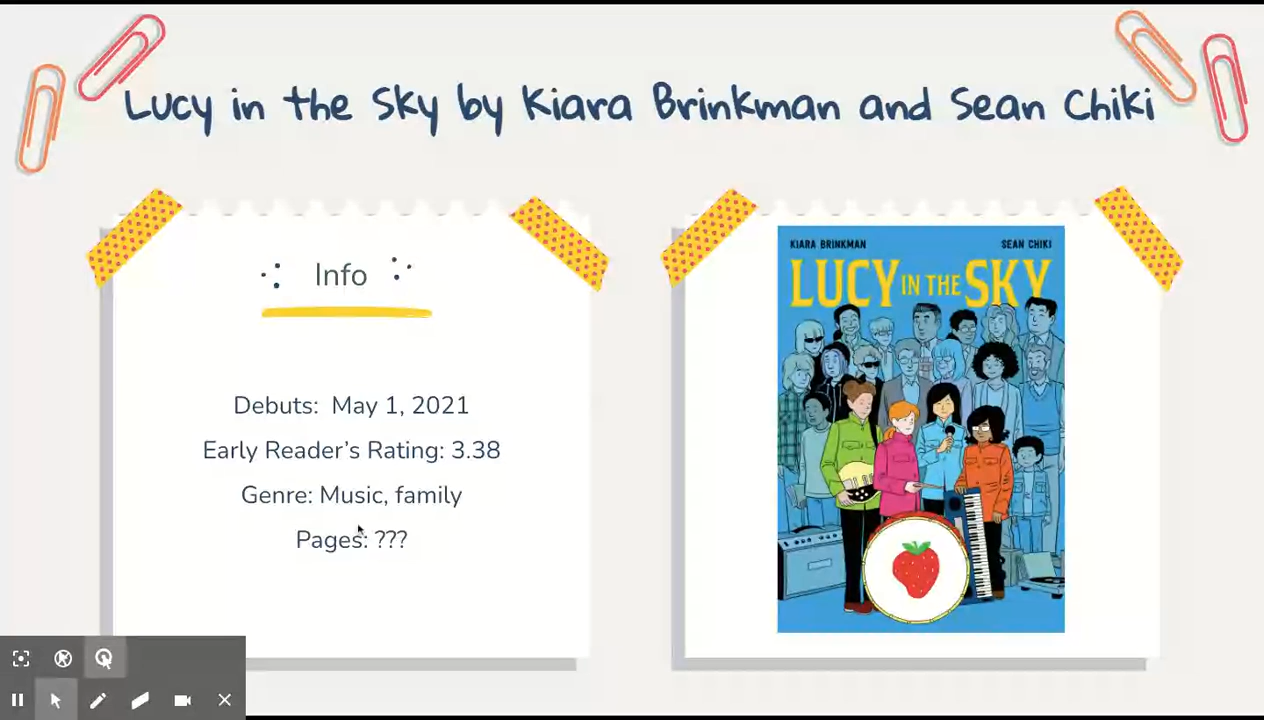 Lucy in the Sky by Kiara Brinkman and Sean Chiki
Info
Debuts: May 1, 2021
Early Reader's Rating: 3.38
Genre: Music, family
Pages: ???
KIARA BRINKMAN
SEAN CHIKI
LUCY IN THE SKY